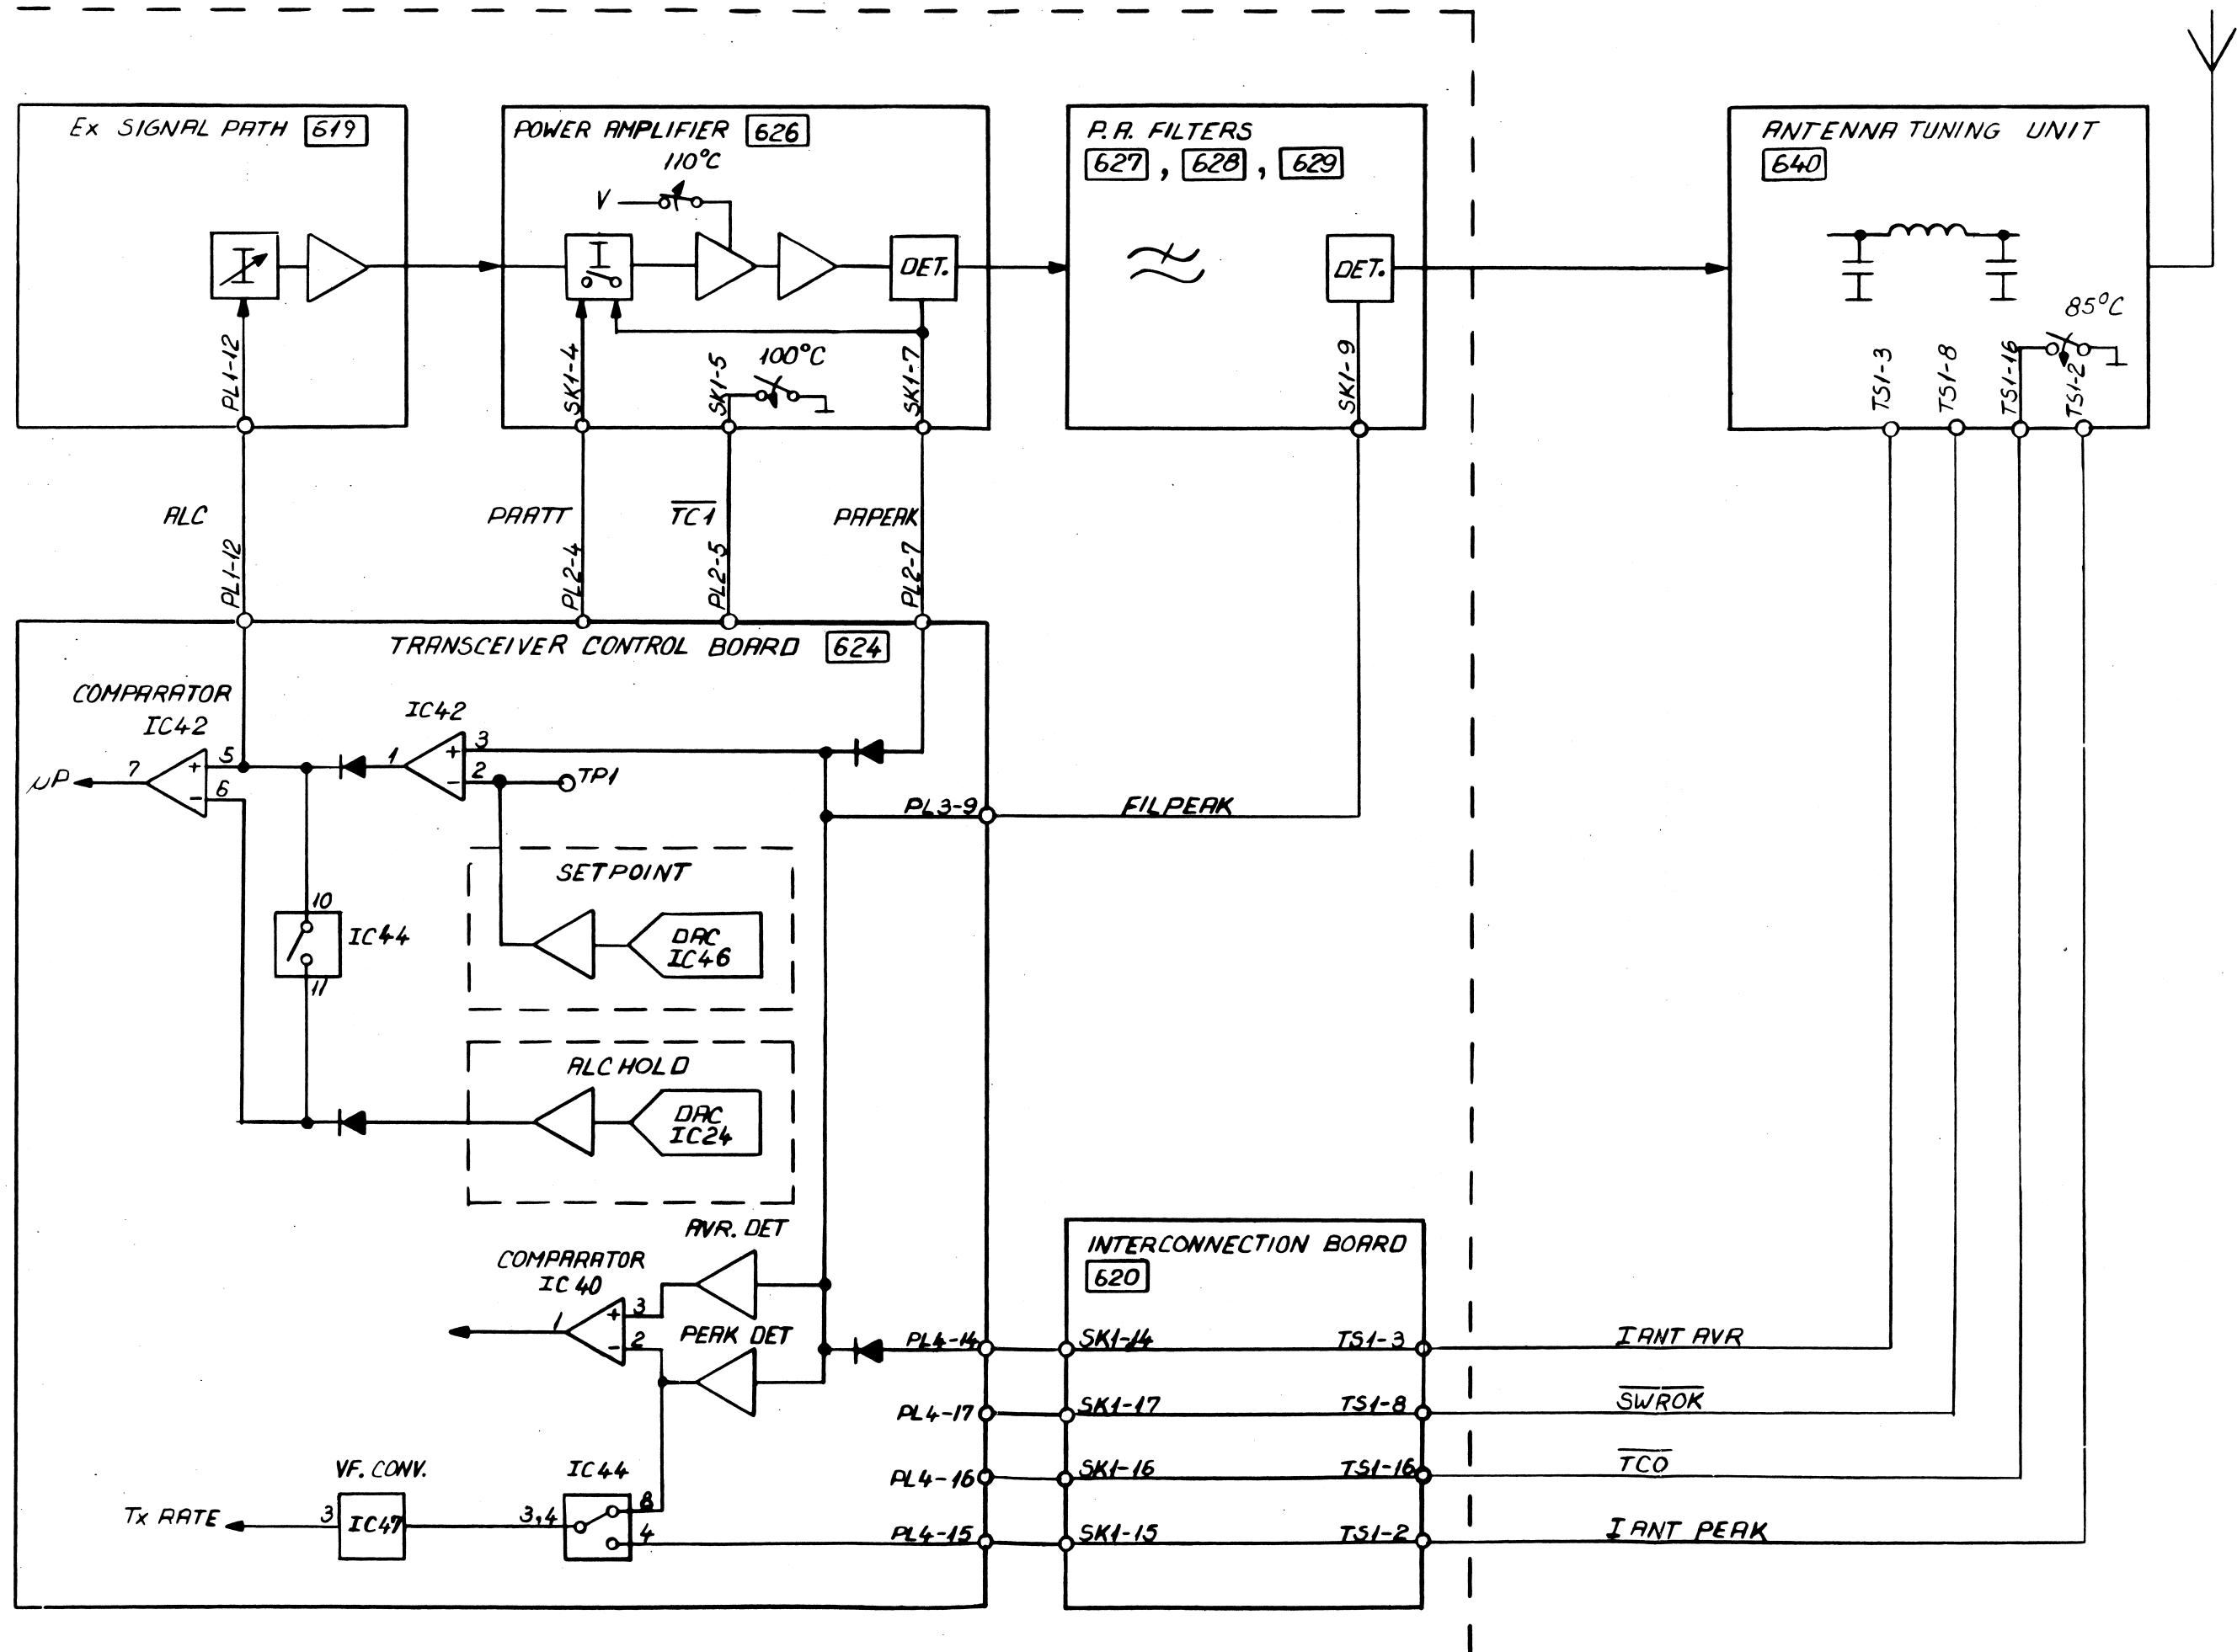 Ex SIGNAL PATH 619
PL1-12
ALC
PL1-12
POWER AMPLIFIER 626
110°C
V
I
DET.
100°C
SK1-4
SK1-5
SK1-7
PAATT
TC1
PAPEAK
PL2-4
PL2-5
PL2-7
P.A. FILTERS
627 , 628 , 629
DET.
SK1-9
ANTENNA TUNING UNIT
640
85°C
TS1-3
TS1-8
TS1-16
TS1-2
TRANSCEIVER CONTROL BOARD 624
COMPARATOR
IC42
7
5
6
+
-
μP
IC42
1
3
2
+
-
TP1
PL3-9
FILPEAK
SETPOINT
DAC
IC46
10
IC44
11
ALC HOLD
DAC
IC24
AVR. DET
COMPARATOR
IC40
1
3
2
+
-
PEAK DET
PL4-14
PL4-17
PL4-16
PL4-15
VF. CONV.
IC47
3
Tx RATE
IC44
3,4
8
4
INTERCONNECTION BOARD
620
SK1-14 TS1-3
SK1-17 TS1-8
SK1-16 TS1-16
SK1-15 TS1-2
I ANT AVR
SWROK
TCO
I ANT PEAK